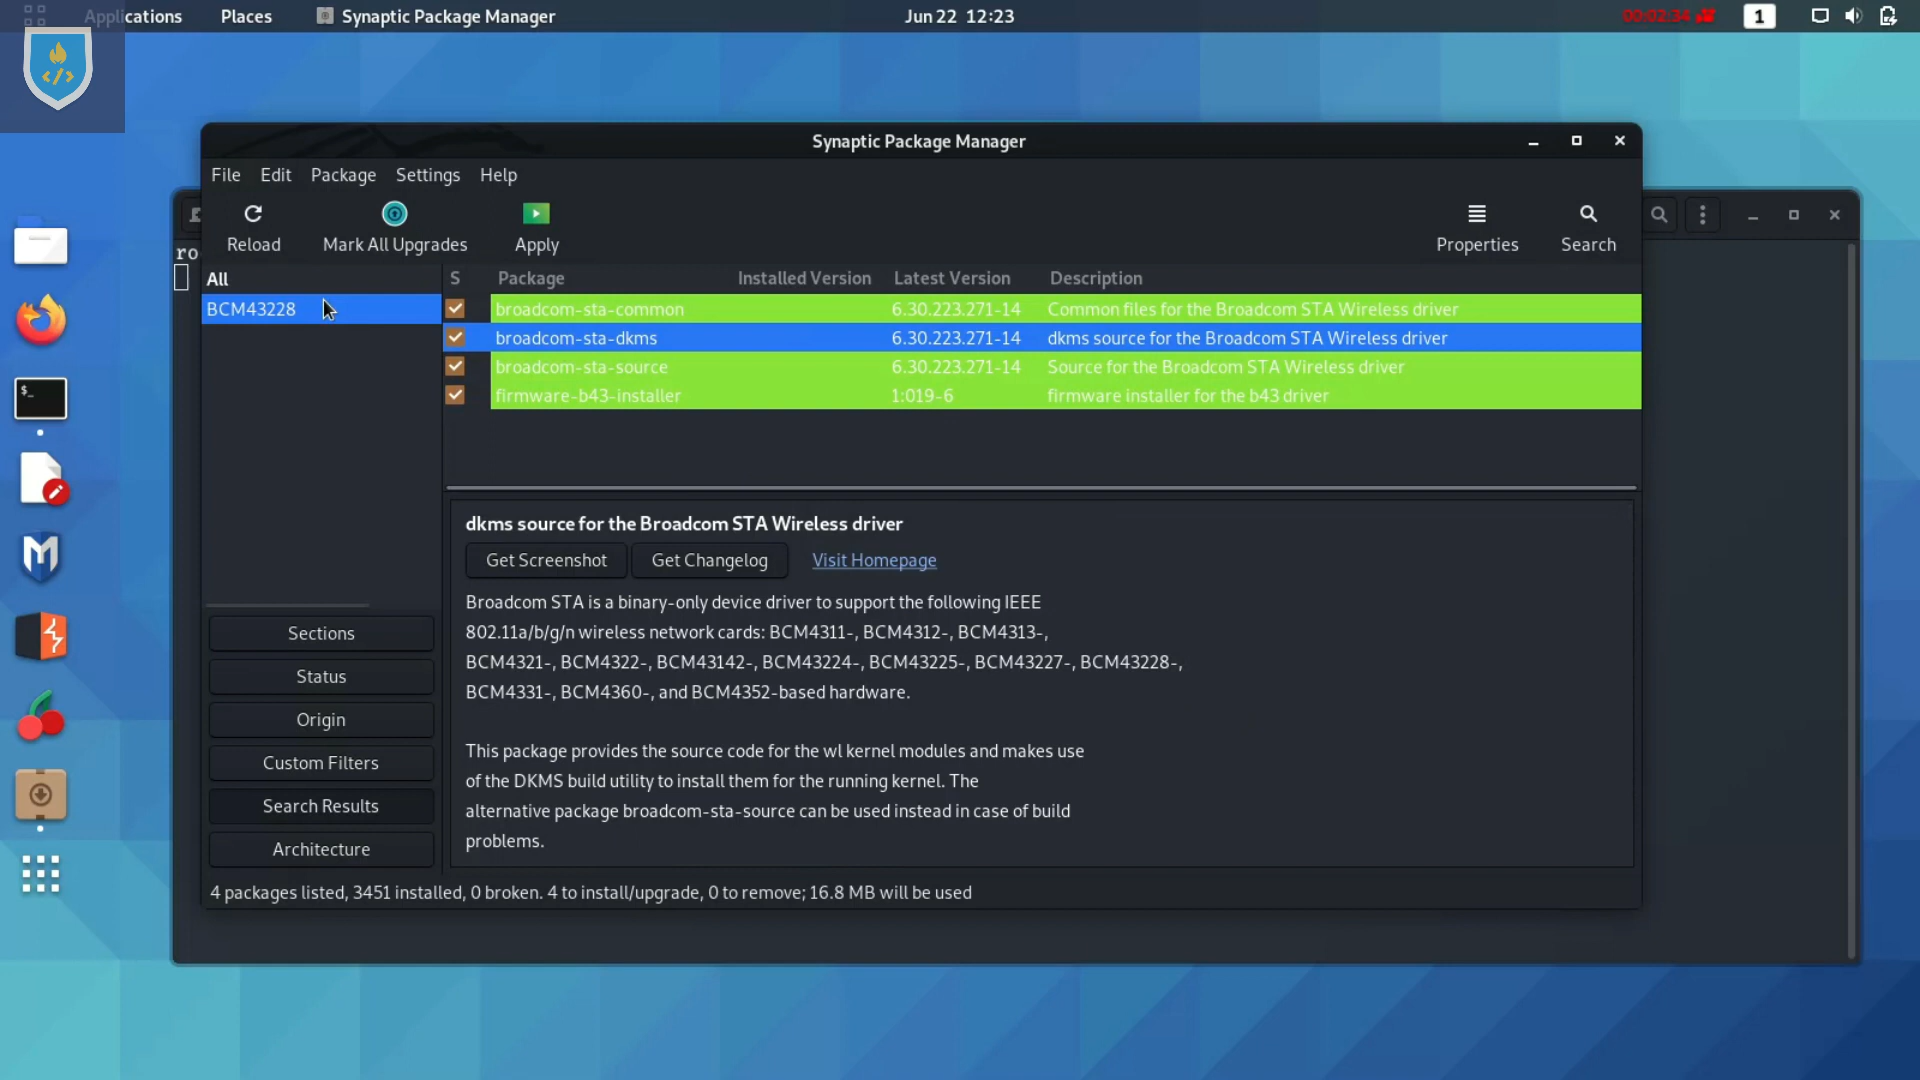 Applications Places Synaptic Package Manager Jun 22 12:23 00:02:34 1
Synaptic Package Manager
File Edit Package Settings Help
Reload Mark All Upgrades Apply Properties Search
ro
All S Package Installed Version Latest Version Description
BCM43228 broadcom-sta-common 6.30.223.271-14 Common files for the Broadcom STA Wireless driver
broadcom-sta-dkms 6.30.223.271-14 dkms source for the Broadcom STA Wireless driver
broadcom-sta-source 6.30.223.271-14 Source for the Broadcom STA Wireless driver
firmware-b43-installer 1:019-6 firmware installer for the b43 driver
dkms source for the Broadcom STA Wireless driver
Get Screenshot Get Changelog Visit Homepage
Broadcom STA is a binary-only device driver to support the following IEEE
802.11a/b/g/n wireless network cards: BCM4311-, BCM4312-, BCM4313-,
BCM4321-, BCM4322-, BCM43142-, BCM43224-, BCM43225-, BCM43227-, BCM43228-,
BCM4331-, BCM4360-, and BCM4352-based hardware.
This package provides the source code for the wl kernel modules and makes use
of the DKMS build utility to install them for the running kernel. The
alternative package broadcom-sta-source can be used instead in case of build
problems.
Sections
Status
Origin
Custom Filters
Search Results
Architecture
4 packages listed, 3451 installed, 0 broken. 4 to install/upgrade, 0 to remove; 16.8 MB will be used